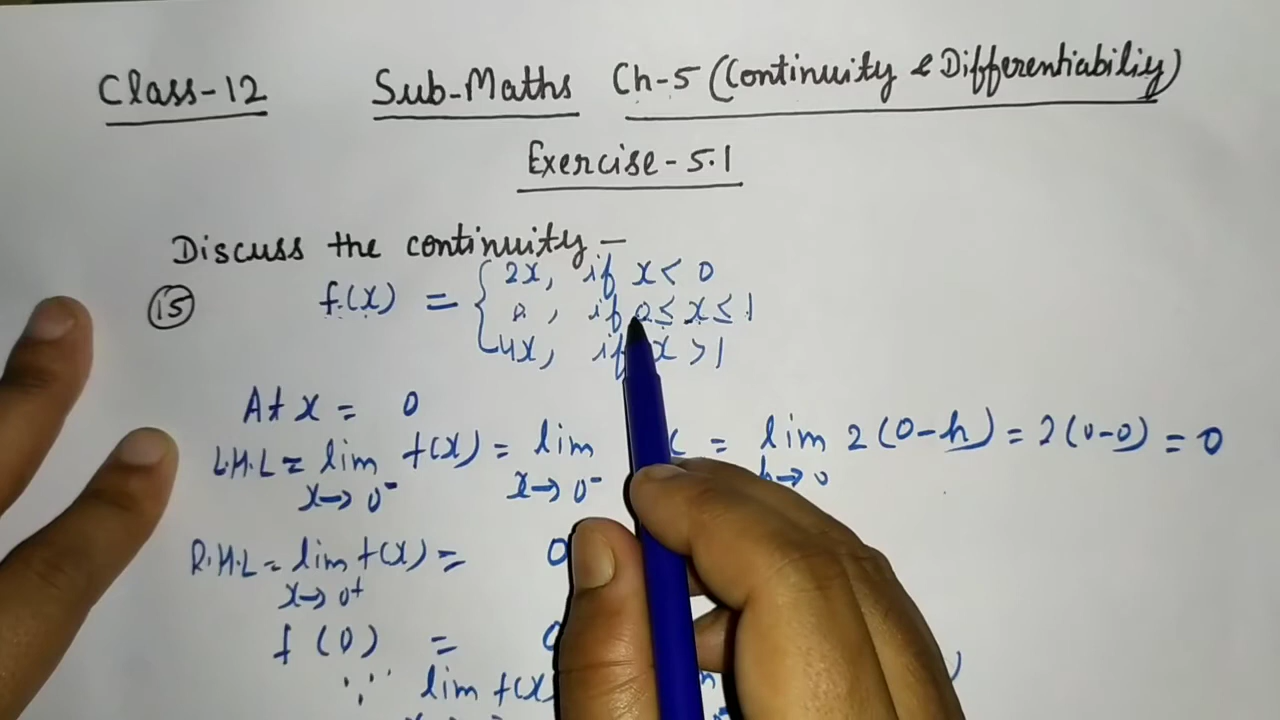 Class-12 Sub-Maths Ch-5 (Continuity & Differentiability)
Exercise-5.1
Discuss the continuity -
(15) f(x) = { 2x, if x < 0
0, if 0 ≤ x ≤ 1
4x, if x > 1
At x = 0
L.H.L = lim f(x) = lim = lim 2(0-h) = 2(0-0) = 0
x→0⁻ x→0⁻ h→0
R.H.L = lim f(x) = 0
x→0⁺
f(0) = 0
∵ lim f(x)